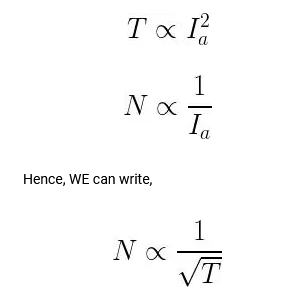 T ∝ I_a^2
N ∝ 1/I_a
Hence, WE can write,
N ∝ 1/√T